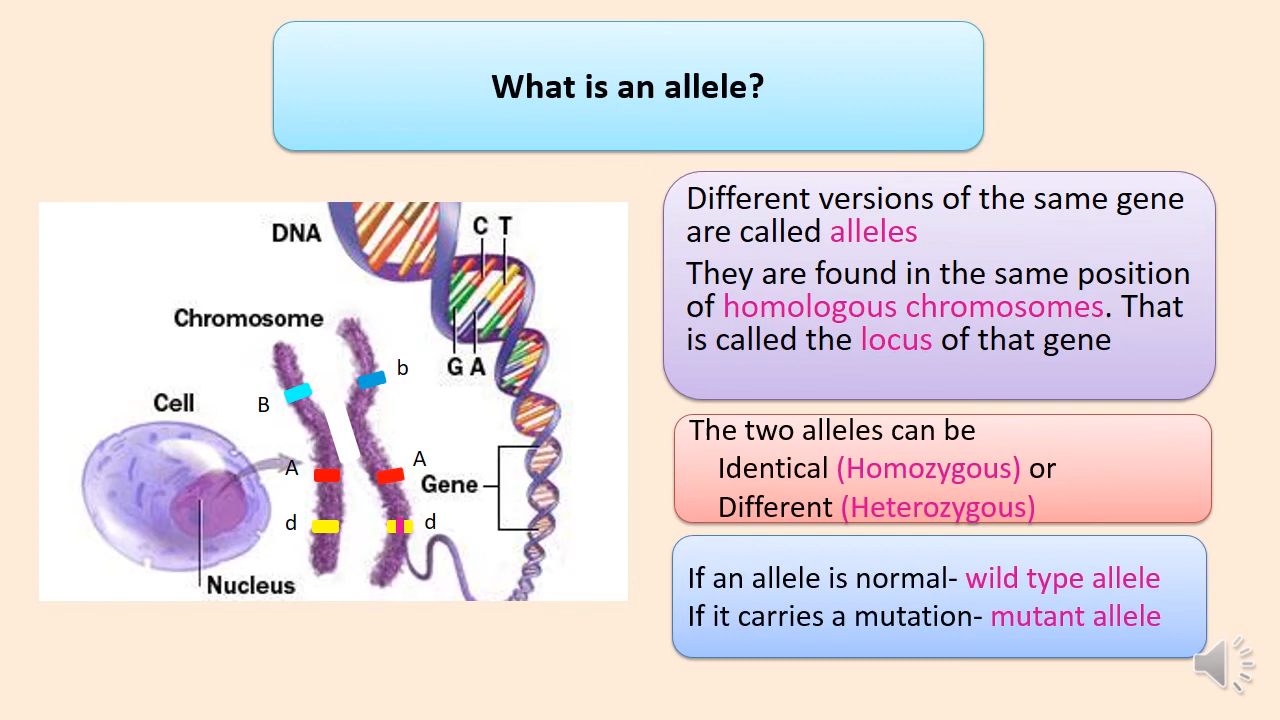 What is an allele?
Different versions of the same gene
are called alleles
They are found in the same position
of homologous chromosomes. That
is called the locus of that gene
The two alleles can be
Identical (Homozygous) or
Different (Heterozygous)
If an allele is normal- wild type allele
If it carries a mutation- mutant allele
DNA
C T
Chromosome
G A
b
Cell
B
A
A
Gene
d
d
Nucleus